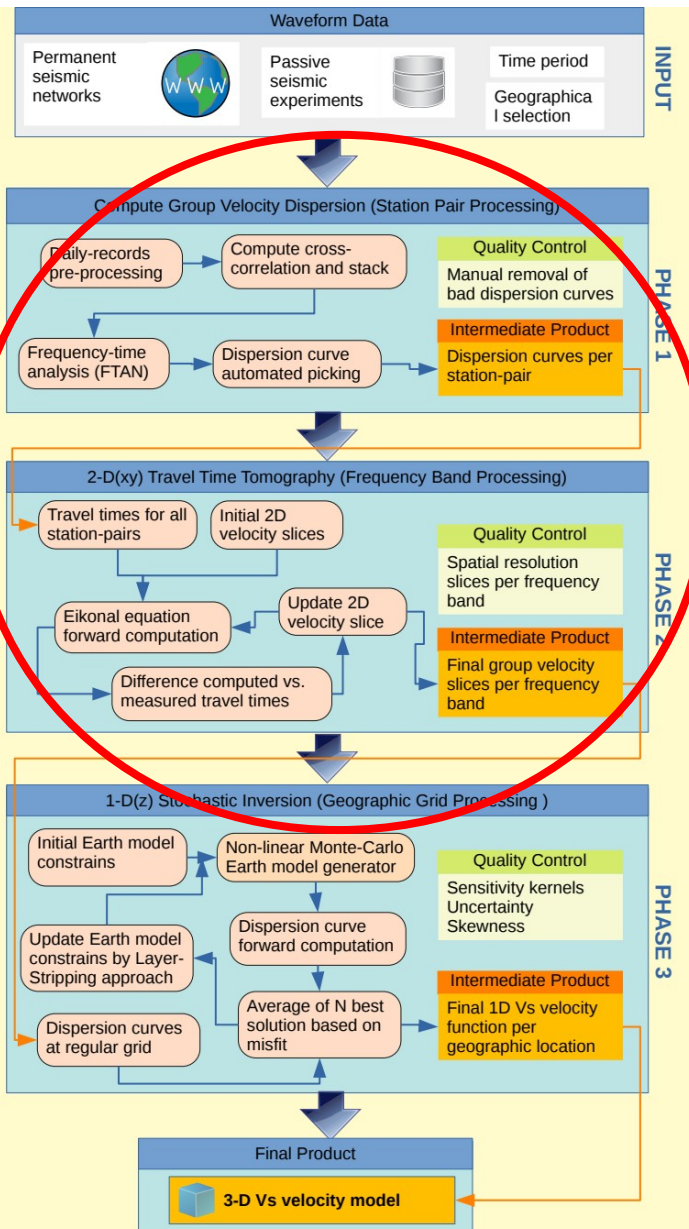 Waveform Data
Permanent
seismic
networks
W W W
Passive
seismic
experiments
Time period
Geographica
l selection
INPUT
Compute Group Velocity Dispersion (Station Pair Processing)
Daily-records
pre-processing
Compute cross-
correlation and stack
Frequency-time
analysis (FTAN)
Dispersion curve
automated picking
Quality Control
Manual removal of
bad dispersion curves
Intermediate Product
Dispersion curves per
station-pair
PHASE 1
2-D(xy) Travel Time Tomography (Frequency Band Processing)
Travel times for all
station-pairs
Initial 2D
velocity slices
Eikonal equation
forward computation
Update 2D
velocity slice
Difference computed vs.
measured travel times
Quality Control
Spatial resolution
slices per frequency
band
Intermediate Product
Final group velocity
slices per frequency
band
PHASE 2
1-D(z) Stochastic Inversion (Geographic Grid Processing )
Initial Earth model
constrains
Non-linear Monte-Carlo
Earth model generator
Dispersion curve
forward computation
Update Earth model
constrains by Layer-
Stripping approach
Average of N best
solution based on
misfit
Dispersion curves
at regular grid
Quality Control
Sensitivity kernels
Uncertainty
Skewness
Intermediate Product
Final 1D Vs velocity
function per
geographic location
PHASE 3
Final Product
3-D Vs velocity model